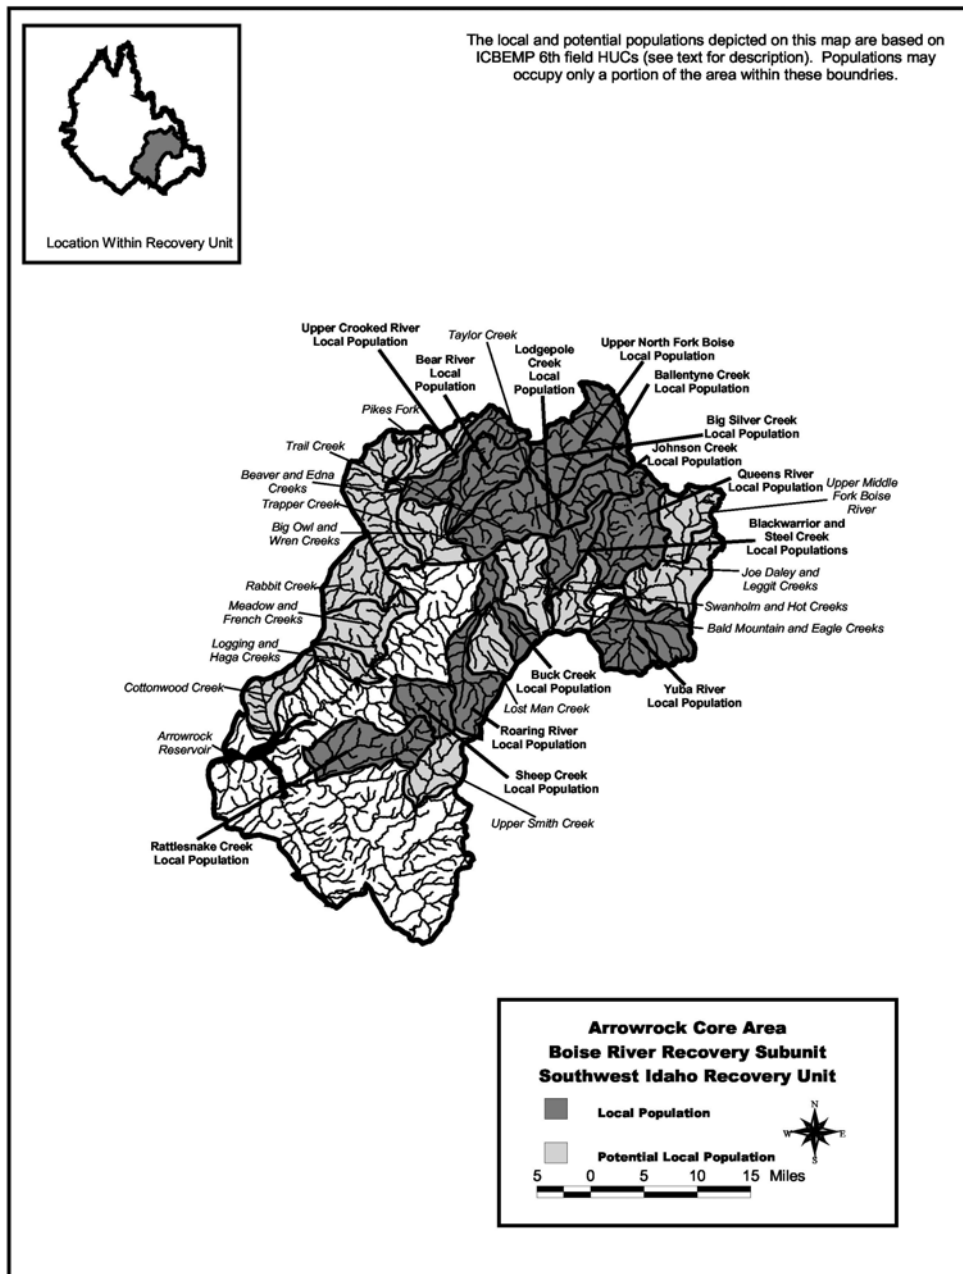 The local and potential populations depicted on this map are based on
ICBEMP 6th field HUCs (see text for description). Populations may
occupy only a portion of the area within these boundries.
Location Within Recovery Unit
Upper Crooked River
Local Population
Taylor Creek
Bear River
Local
Population
Lodgepole
Creek
Local
Population
Upper North Fork Boise
Local Population
Ballentyne Creek
Local Population
Pikes Fork
Big Silver Creek
Local Population
Trail Creek
Johnson Creek
Local Population
Beaver and Edna
Creeks
Queens River
Local Population
Upper Middle
Fork Boise
River
Trapper Creek
Big Owl and
Wren Creeks
Blackwarrior and
Steel Creek
Local Populations
Joe Daley and
Leggit Creeks
Rabbit Creek
Swanholm and Hot Creeks
Meadow and
French Creeks
Bald Mountain and Eagle Creeks
Logging and
Haga Creeks
Buck Creek
Local Population
Yuba River
Local Population
Cottonwood Creek
Lost Man Creek
Arrowrock
Reservoir
Roaring River
Local Population
Sheep Creek
Local Population
Upper Smith Creek
Rattlesnake Creek
Local Population
Arrowrock Core Area
Boise River Recovery Subunit
Southwest Idaho Recovery Unit
Local Population
Potential Local Population
N
W E
S
5 0 5 10 15 Miles